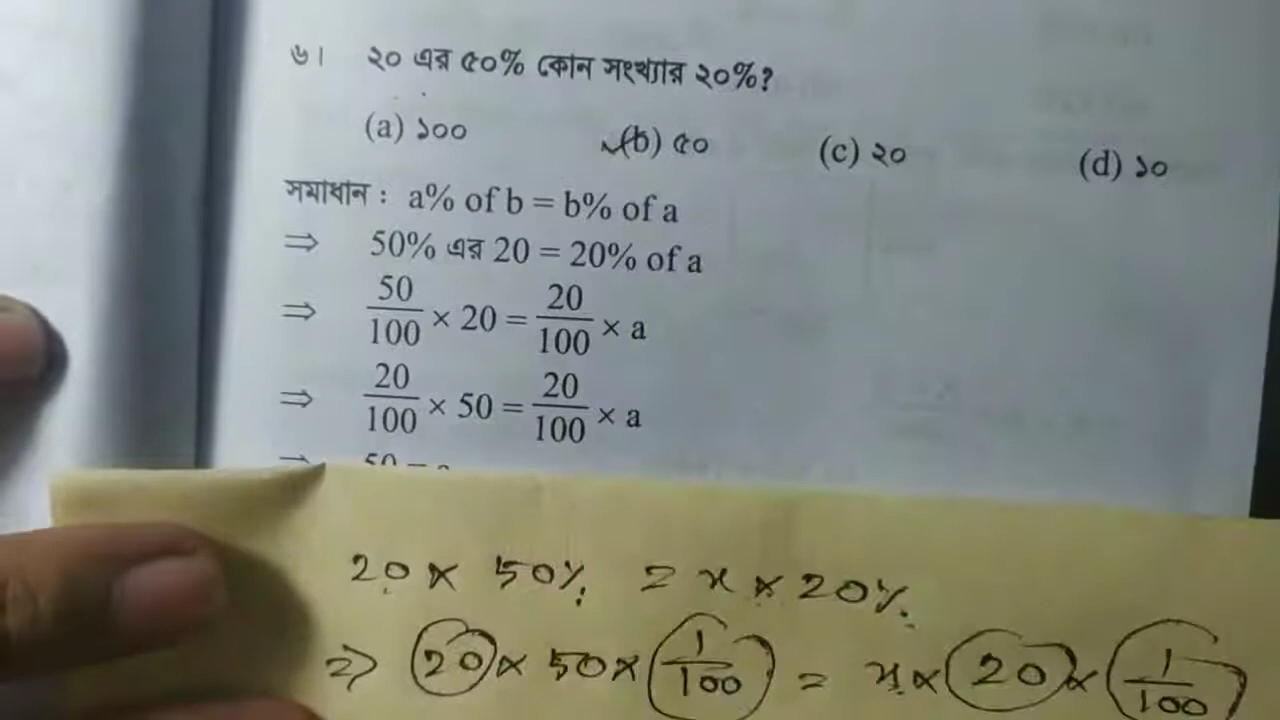 ৬। ২০ এর ৫০% কোন সংখ্যার ২০%?
(a) ১০০ (b) ৫০ (c) ২০ (d) ১০
সমাধান : a% of b = b% of a
⇒ 50% এর 20 = 20% of a
⇒ 50/100 × 20 = 20/100 × a
⇒ 20/100 × 50 = 20/100 × a
⇒ 50 =
20 × 50% = x × 20%
⇒ 20 × 50 × 1/100 = x × 20 × 1/100